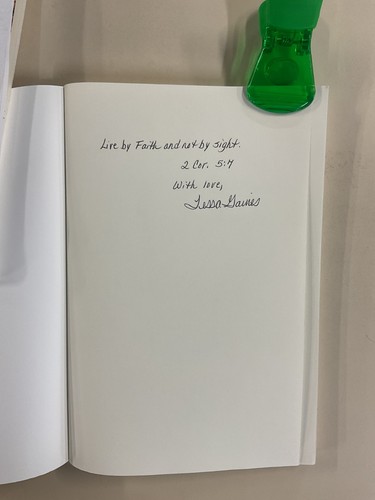 Live by Faith and not by sight.
2 Cor. 5:7
With love,
Tessa Gaines